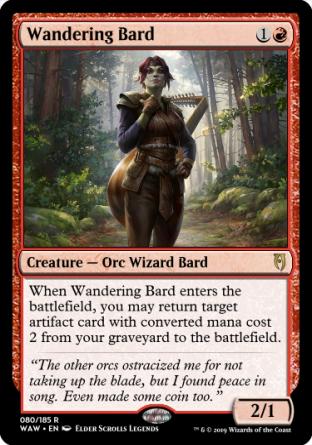 Wandering Bard 1
Creature — Orc Wizard Bard
When Wandering Bard enters the
battlefield, you may return target
artifact card with converted mana cost
2 from your graveyard to the battlefield.
“The other orcs ostracized me for not
taking up the blade, but I found peace in
song. Even made some coin too.”
2/1
080/185 R
WAW • EN Elder Scrolls Legends
™ & © 2019 Wizards of the Coast